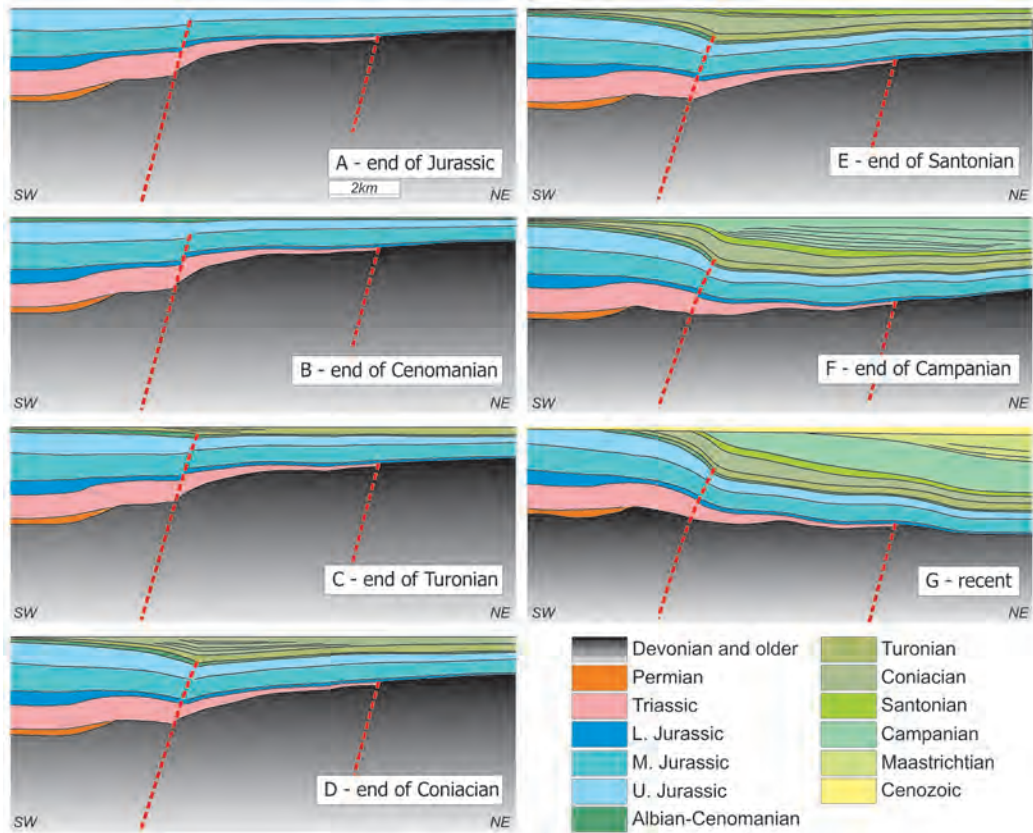 A - end of Jurassic
2km
SW
NE
B - end of Cenomanian
SW
NE
C - end of Turonian
SW
NE
D - end of Coniacian
SW
NE
E - end of Santonian
SW
NE
F - end of Campanian
SW
NE
G - recent
SW
NE
Devonian and older
Permian
Triassic
L. Jurassic
M. Jurassic
U. Jurassic
Albian-Cenomanian
Turonian
Coniacian
Santonian
Campanian
Maastrichtian
Cenozoic